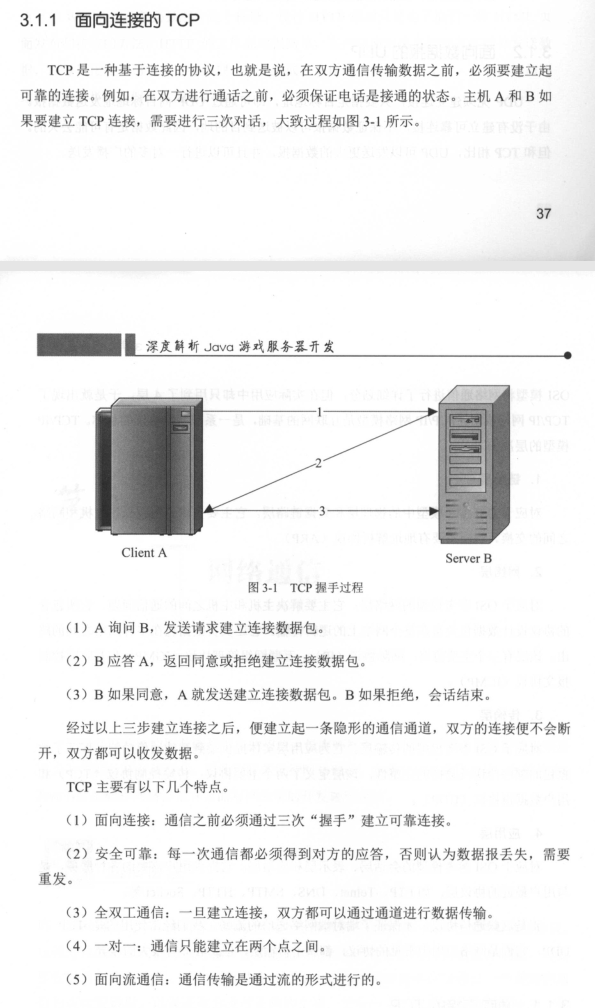 3.1.1 面向连接的 TCP
TCP 是一种基于连接的协议，也就是说，在双方通信传输数据之前，必须要建立起
可靠的连接。例如，在双方进行通话之前，必须保证电话是接通的状态。主机 A 和 B 如
果要建立 TCP 连接，需要进行三次对话，大致过程如图 3-1 所示。
37
深度解析 Java 游戏服务器开发
1
2
3
Client A
Server B
图 3-1 TCP 握手过程
（1）A 询问 B，发送请求建立连接数据包。
（2）B 应答 A，返回同意或拒绝建立连接数据包。
（3）B 如果同意，A 就发送建立连接数据包。B 如果拒绝，会话结束。
经过以上三步建立连接之后，便建立起一条隐形的通信通道，双方的连接便不会断
开，双方都可以收发数据。
TCP 主要有以下几个特点。
（1）面向连接：通信之前必须通过三次“握手”建立可靠连接。
（2）安全可靠：每一次通信都必须得到对方的应答，否则认为数据报丢失，需要
重发。
（3）全双工通信：一旦建立连接，双方都可以通过通道进行数据传输。
（4）一对一：通信只能建立在两个点之间。
（5）面向流通信：通信传输是通过流的形式进行的。